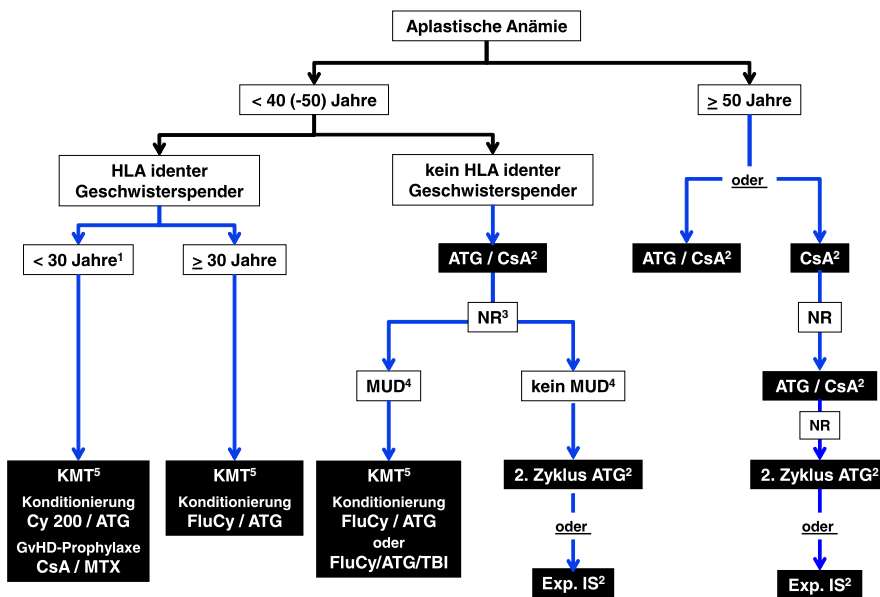 Aplastische Anämie
< 40 (-50) Jahre
≥ 50 Jahre
HLA identer
Geschwisterspender
kein HLA identer
Geschwisterspender
oder
< 30 Jahre¹
≥ 30 Jahre
ATG / CsA²
ATG / CsA²
CsA²
NR³
NR
MUD⁴
kein MUD⁴
ATG / CsA²
NR
KMT⁵
Konditionierung
Cy 200 / ATG
GvHD-Prophylaxe
CsA / MTX
KMT⁵
Konditionierung
FluCy / ATG
KMT⁵
Konditionierung
FluCy / ATG
oder
FluCy/ATG/TBI
2. Zyklus ATG²
oder
Exp. IS²
2. Zyklus ATG²
oder
Exp. IS²